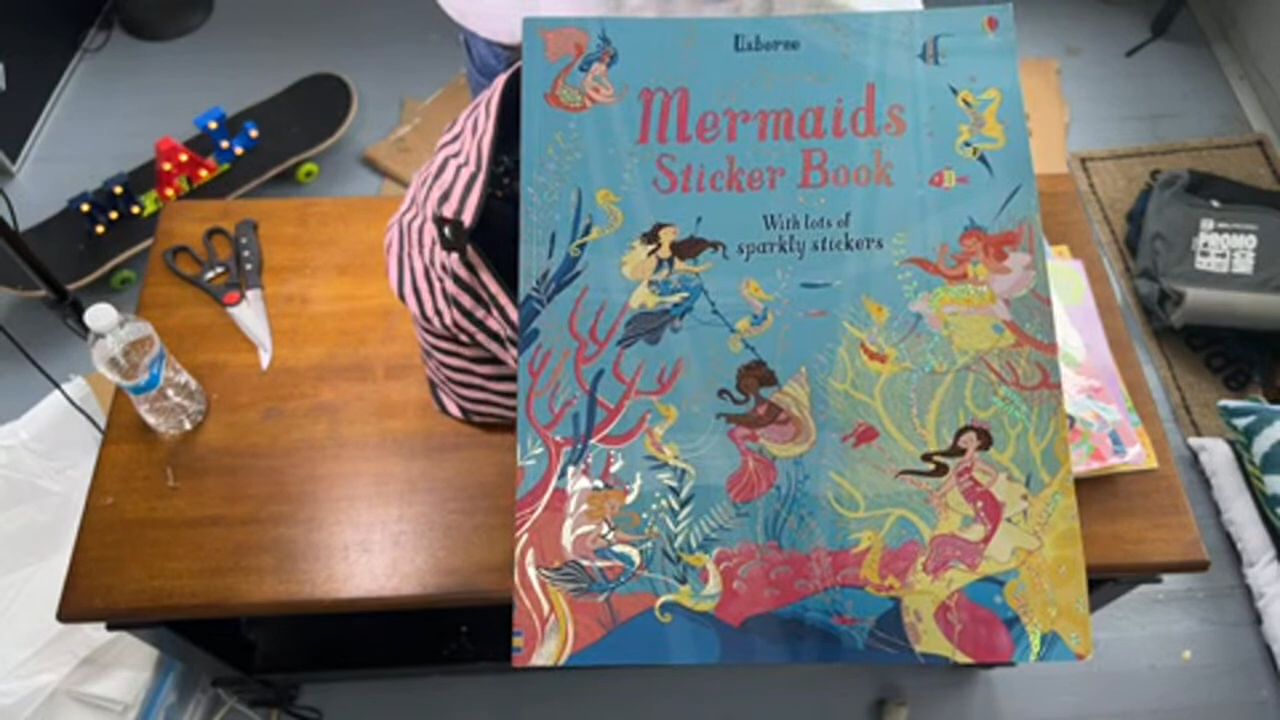 Usborne
Mermaids
Sticker Book
With lots of
sparkly stickers
PROMO